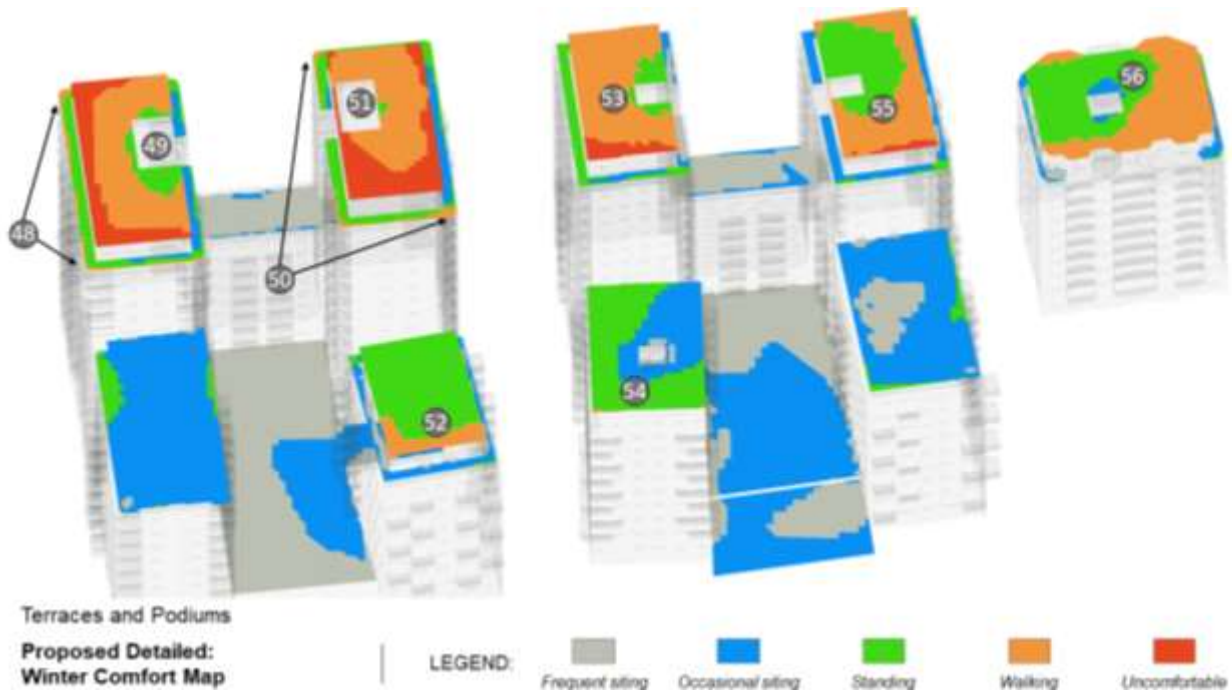 56
51
53
55
49
48
50
54
52
Terraces and Podiums
Proposed Detailed:
Winter Comfort Map
LEGEND:
Frequent siting
Occasional siting
Standing
Walking
Uncomfortable